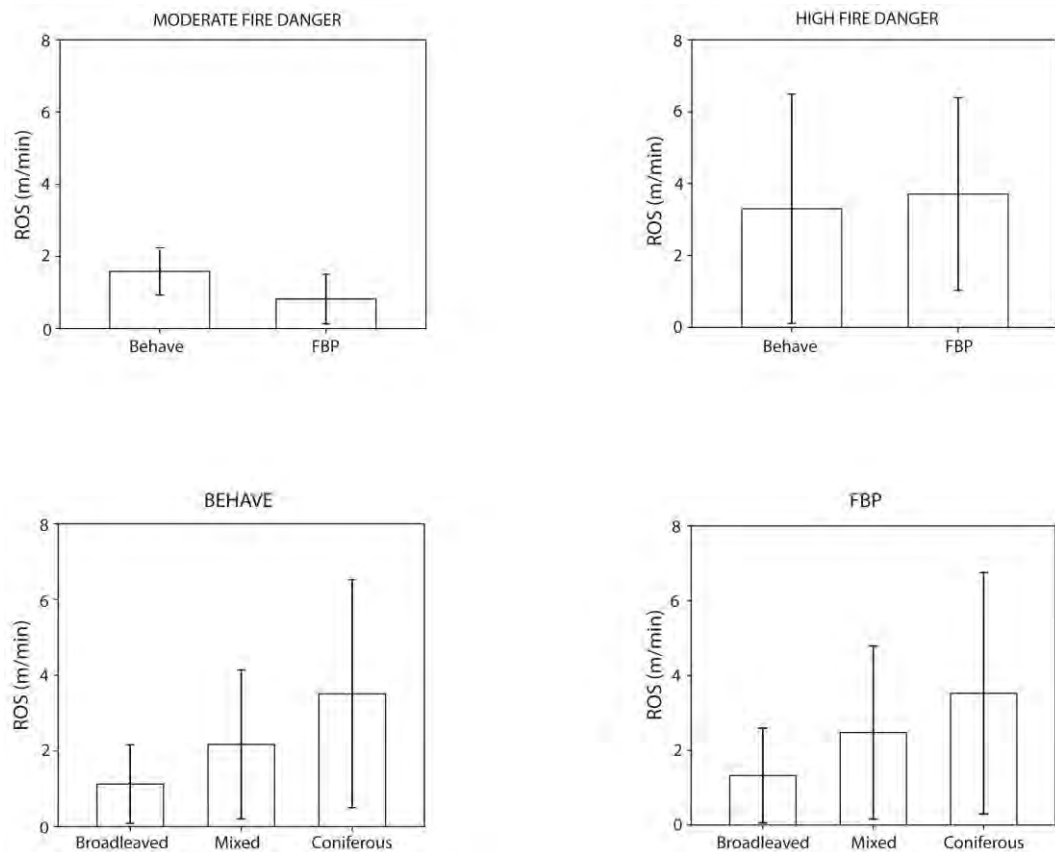 MODERATE FIRE DANGER
8
6
4
2
0
ROS (m/min)
Behave FBP
HIGH FIRE DANGER
8
6
4
2
0
ROS (m/min)
Behave FBP
BEHAVE
8
6
4
2
0
ROS (m/min)
Broadleaved Mixed Coniferous
FBP
8
6
4
2
0
ROS (m/min)
Broadleaved Mixed Coniferous